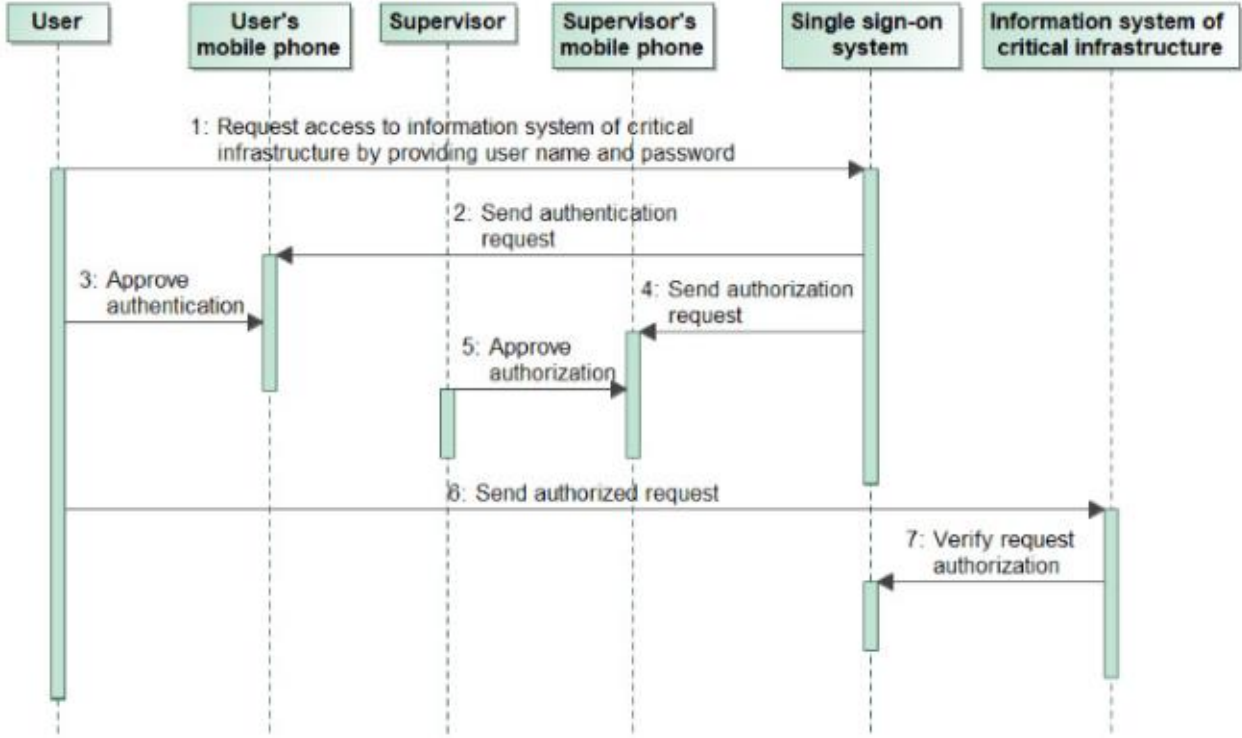 User
User's
mobile phone
Supervisor
Supervisor's
mobile phone
Single sign-on
system
Information system of
critical infrastructure
1: Request access to information system of critical
infrastructure by providing user name and password
2: Send authentication
request
3: Approve
authentication
4: Send authorization
request
5: Approve
authorization
6: Send authorized request
7: Verify request
authorization